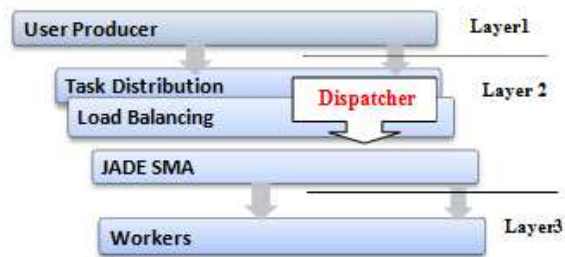 User Producer
Layer1
Task Distribution
Layer 2
Dispatcher
Load Balancing
JADE SMA
Workers
Layer3